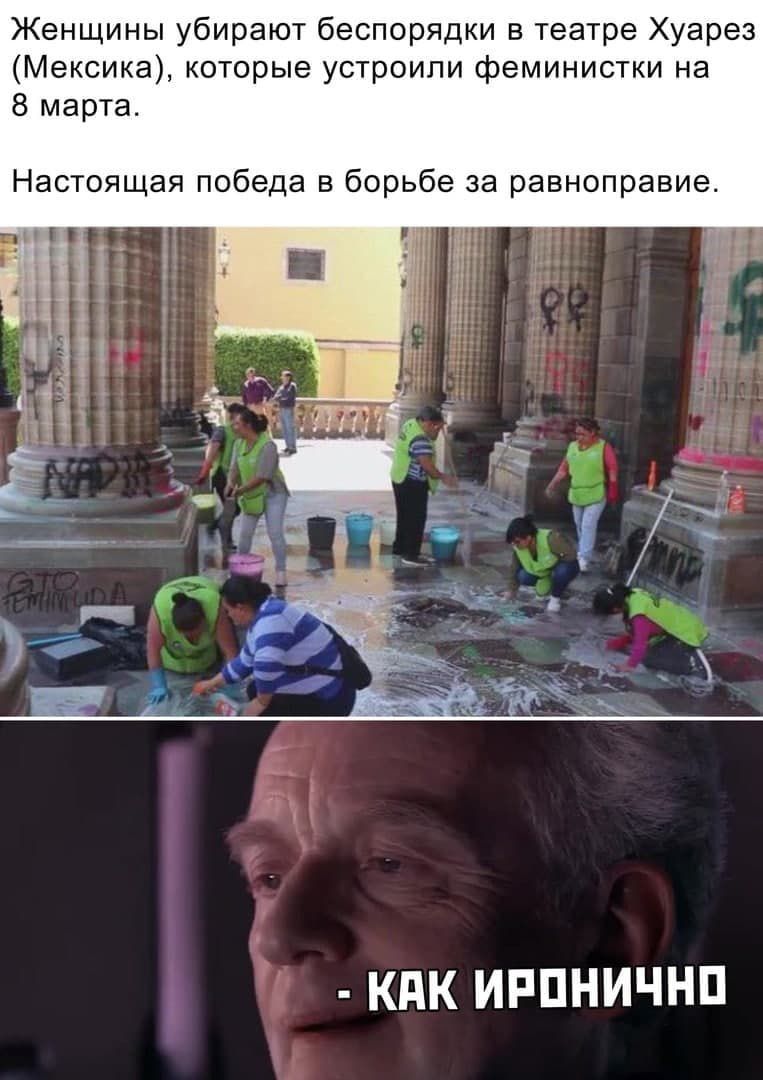 Женщины убирают беспорядки в театре Хуарез
(Мексика), которые устроили феминистки на
8 марта.
Настоящая победа в борьбе за равноправие.
- КАК ИРОНИЧНО